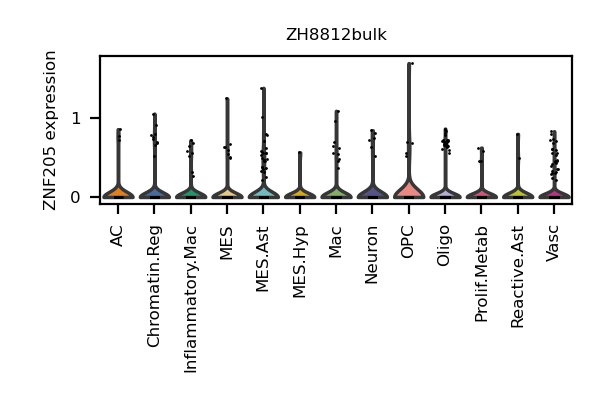 ZH8812bulk
ZNF205 expression
1
0
AC
Chromatin.Reg
Inflammatory.Mac
MES
MES.Ast
MES.Hyp
Mac
Neuron
OPC
Oligo
Prolif.Metab
Reactive.Ast
Vasc